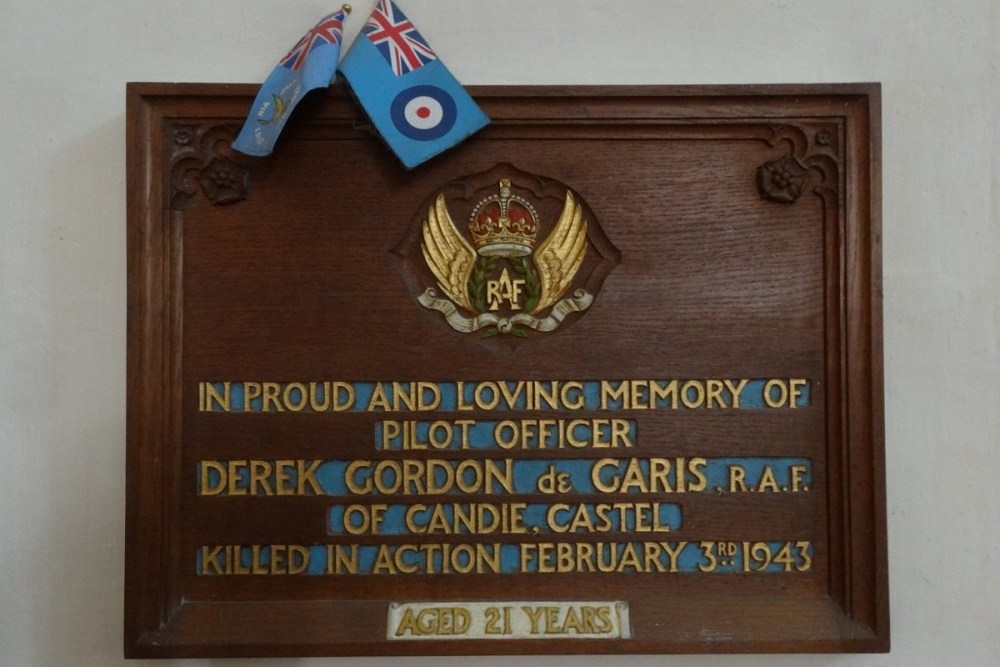 RAF
IN PROUD AND LOVING MEMORY OF
PILOT OFFICER
DEREK GORDON de GARIS, R.A.F.
OF CANDIE, CASTEL
KILLED IN ACTION FEBRUARY 3RD 1943
AGED 21 YEARS